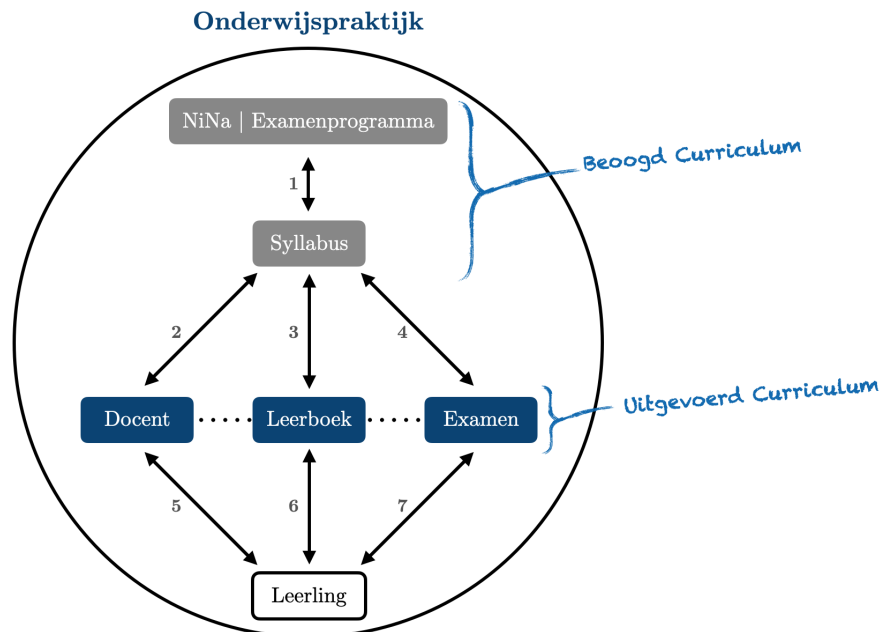 Onderwijspraktijk
NiNa | Examenprogramma
Beoogd Curriculum
1
Syllabus
2
3
4
Uitgevoerd Curriculum
Docent
Leerboek
Examen
5
6
7
Leerling